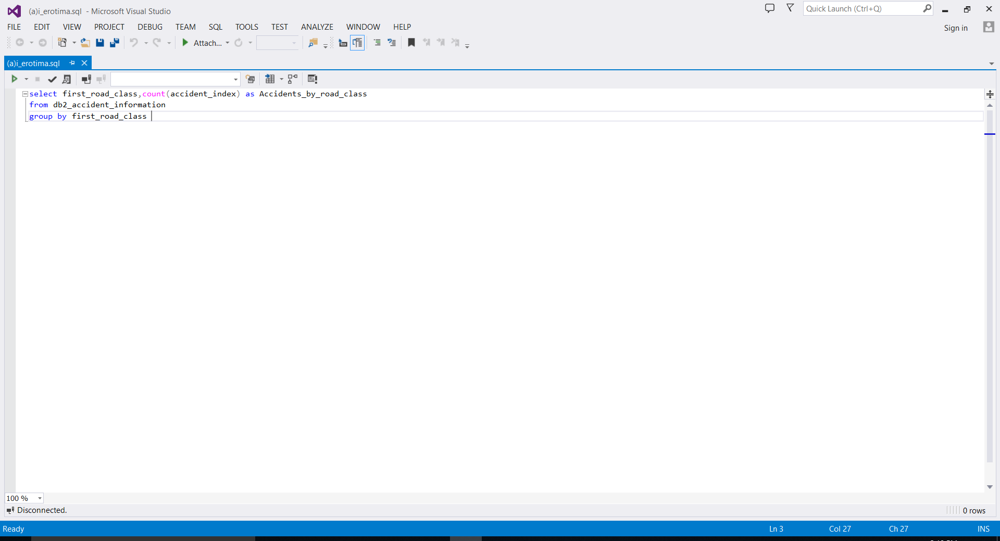 (a)i_erotima.sql - Microsoft Visual Studio
Quick Launch (Ctrl+Q)
FILE EDIT VIEW PROJECT DEBUG TEAM SQL TOOLS TEST ANALYZE WINDOW HELP
Sign in
Attach...
(a)i_erotima.sql
select first_road_class,count(accident_index) as Accidents_by_road_class
from db2_accident_information
group by first_road_class
100 %
Disconnected.
0 rows
Ready
Ln 3
Col 27
Ch 27
INS